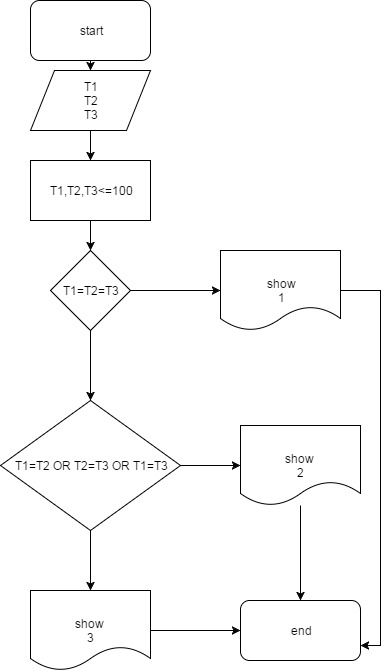 start
T1
T2
T3
T1,T2,T3<=100
T1=T2=T3
show
1
T1=T2 OR T2=T3 OR T1=T3
show
2
show
3
end